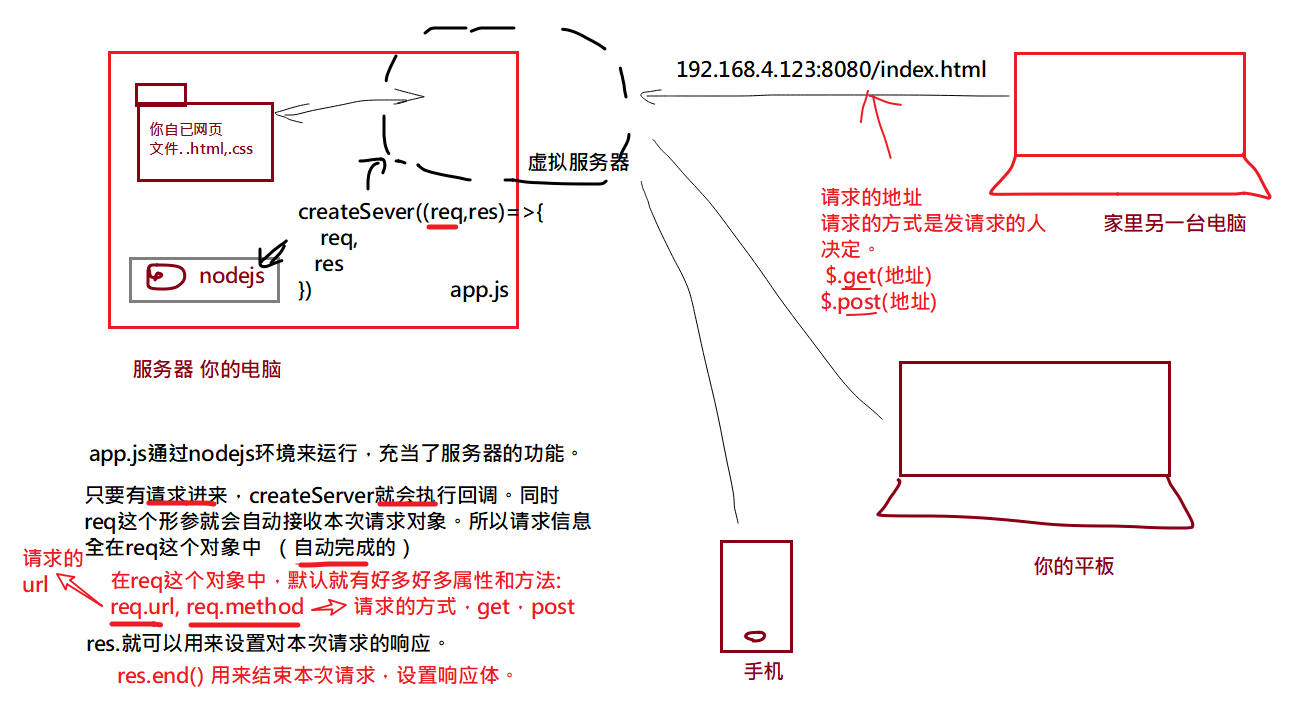 192.168.4.123:8080/index.html
你自已网页
文件. .html,.css
虚拟服务器
createSever((req,res)=>{
req,
res
})
nodejs
app.js
服务器 你的电脑
请求的地址
请求的方式是发请求的人
决定。
$.get(地址)
$.post(地址)
家里另一台电脑
app.js通过nodejs环境来运行，充当了服务器的功能。
只要有请求进来，createServer就会执行回调。同时
req这个形参就会自动接收本次请求对象。所以请求信息
全在req这个对象中 （自动完成的）
请求的
url
在req这个对象中，默认就有好多好多属性和方法:
req.url, req.method
请求的方式，get，post
res.就可以用来设置对本次请求的响应。
res.end() 用来结束本次请求，设置响应体。
你的平板
手机